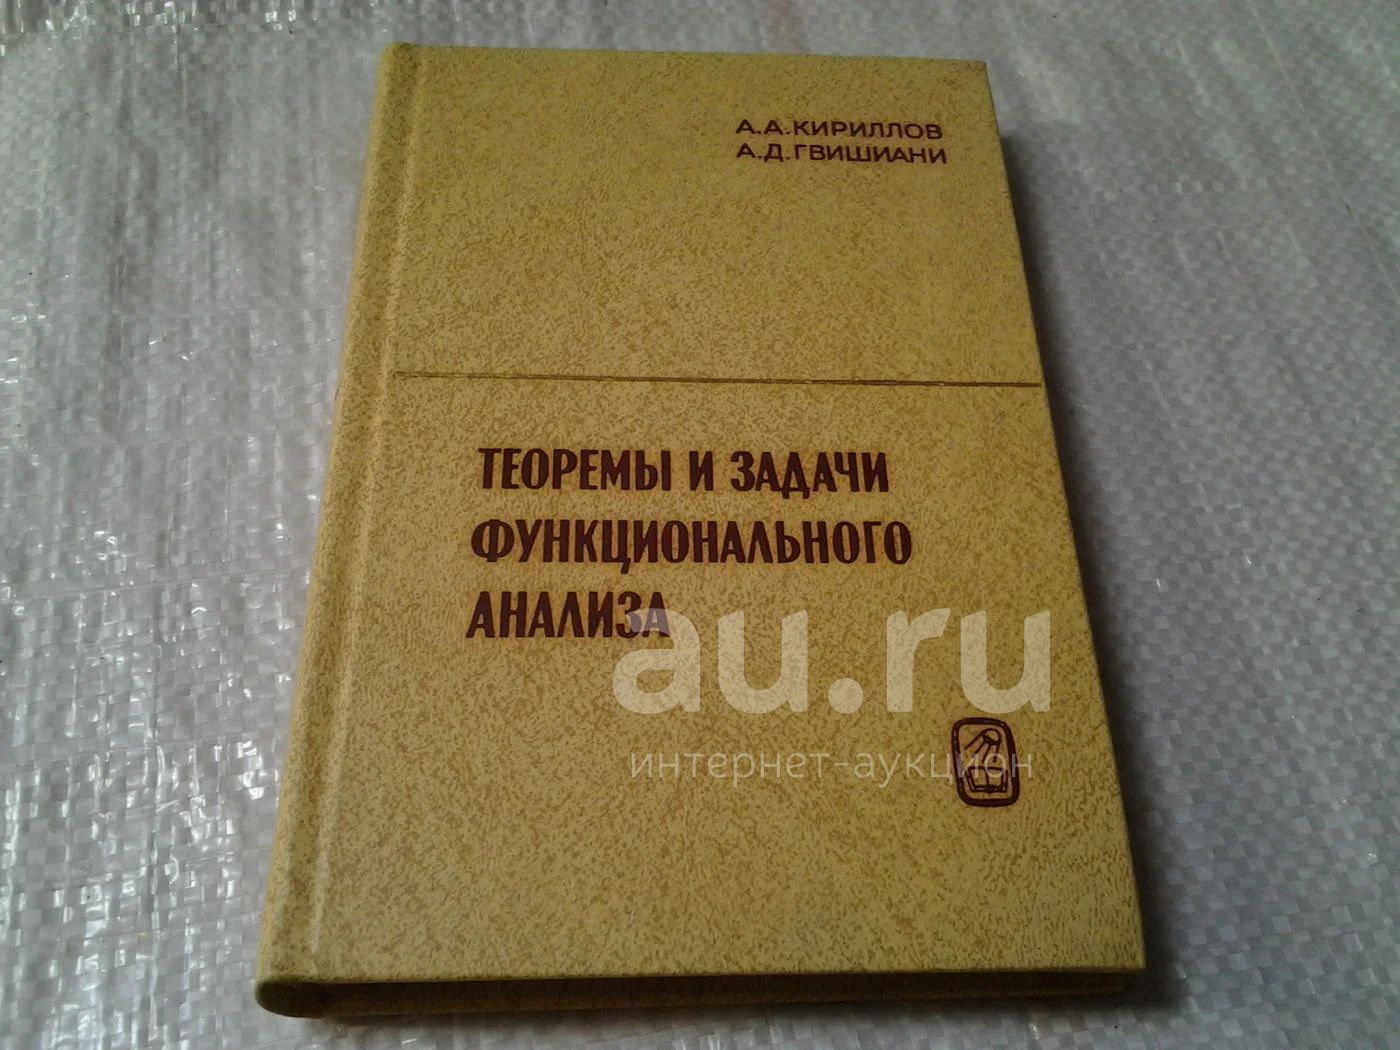 А.А.КИРИЛЛОВ
А.Д.ГВИШИАНИ
ТЕОРЕМЫ И ЗАДАЧИ
ФУНКЦИОНАЛЬНОГО
АНАЛИЗА
au.ru
интернет-аукцион